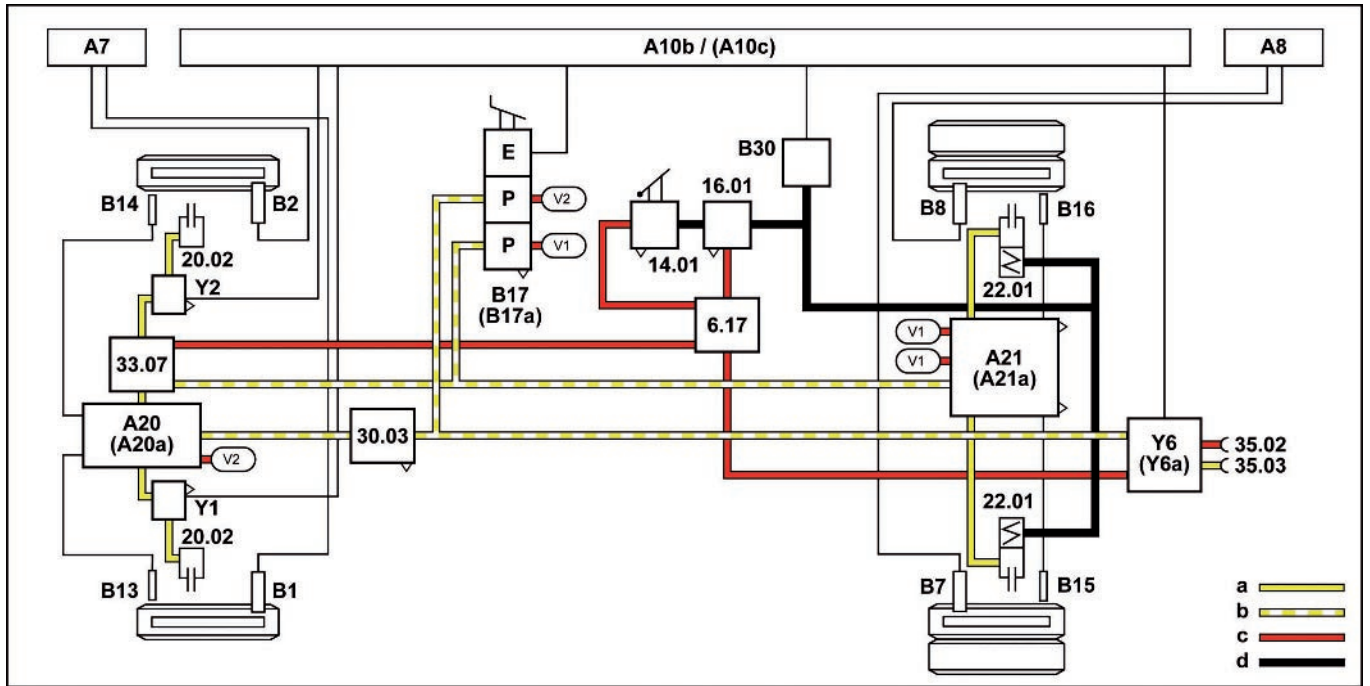 A7
A10b / (A10c)
A8
E
P
P
V2
V1
B17
(B17a)
B30
16.01
14.01
6.17
B14
B2
20.02
Y2
33.07
A20
(A20a)
V2
30.03
Y1
20.02
B13
B1
B8
B16
22.01
V1
V1
A21
(A21a)
Y6
(Y6a)
35.02
35.03
22.01
B7
B15
a
b
c
d